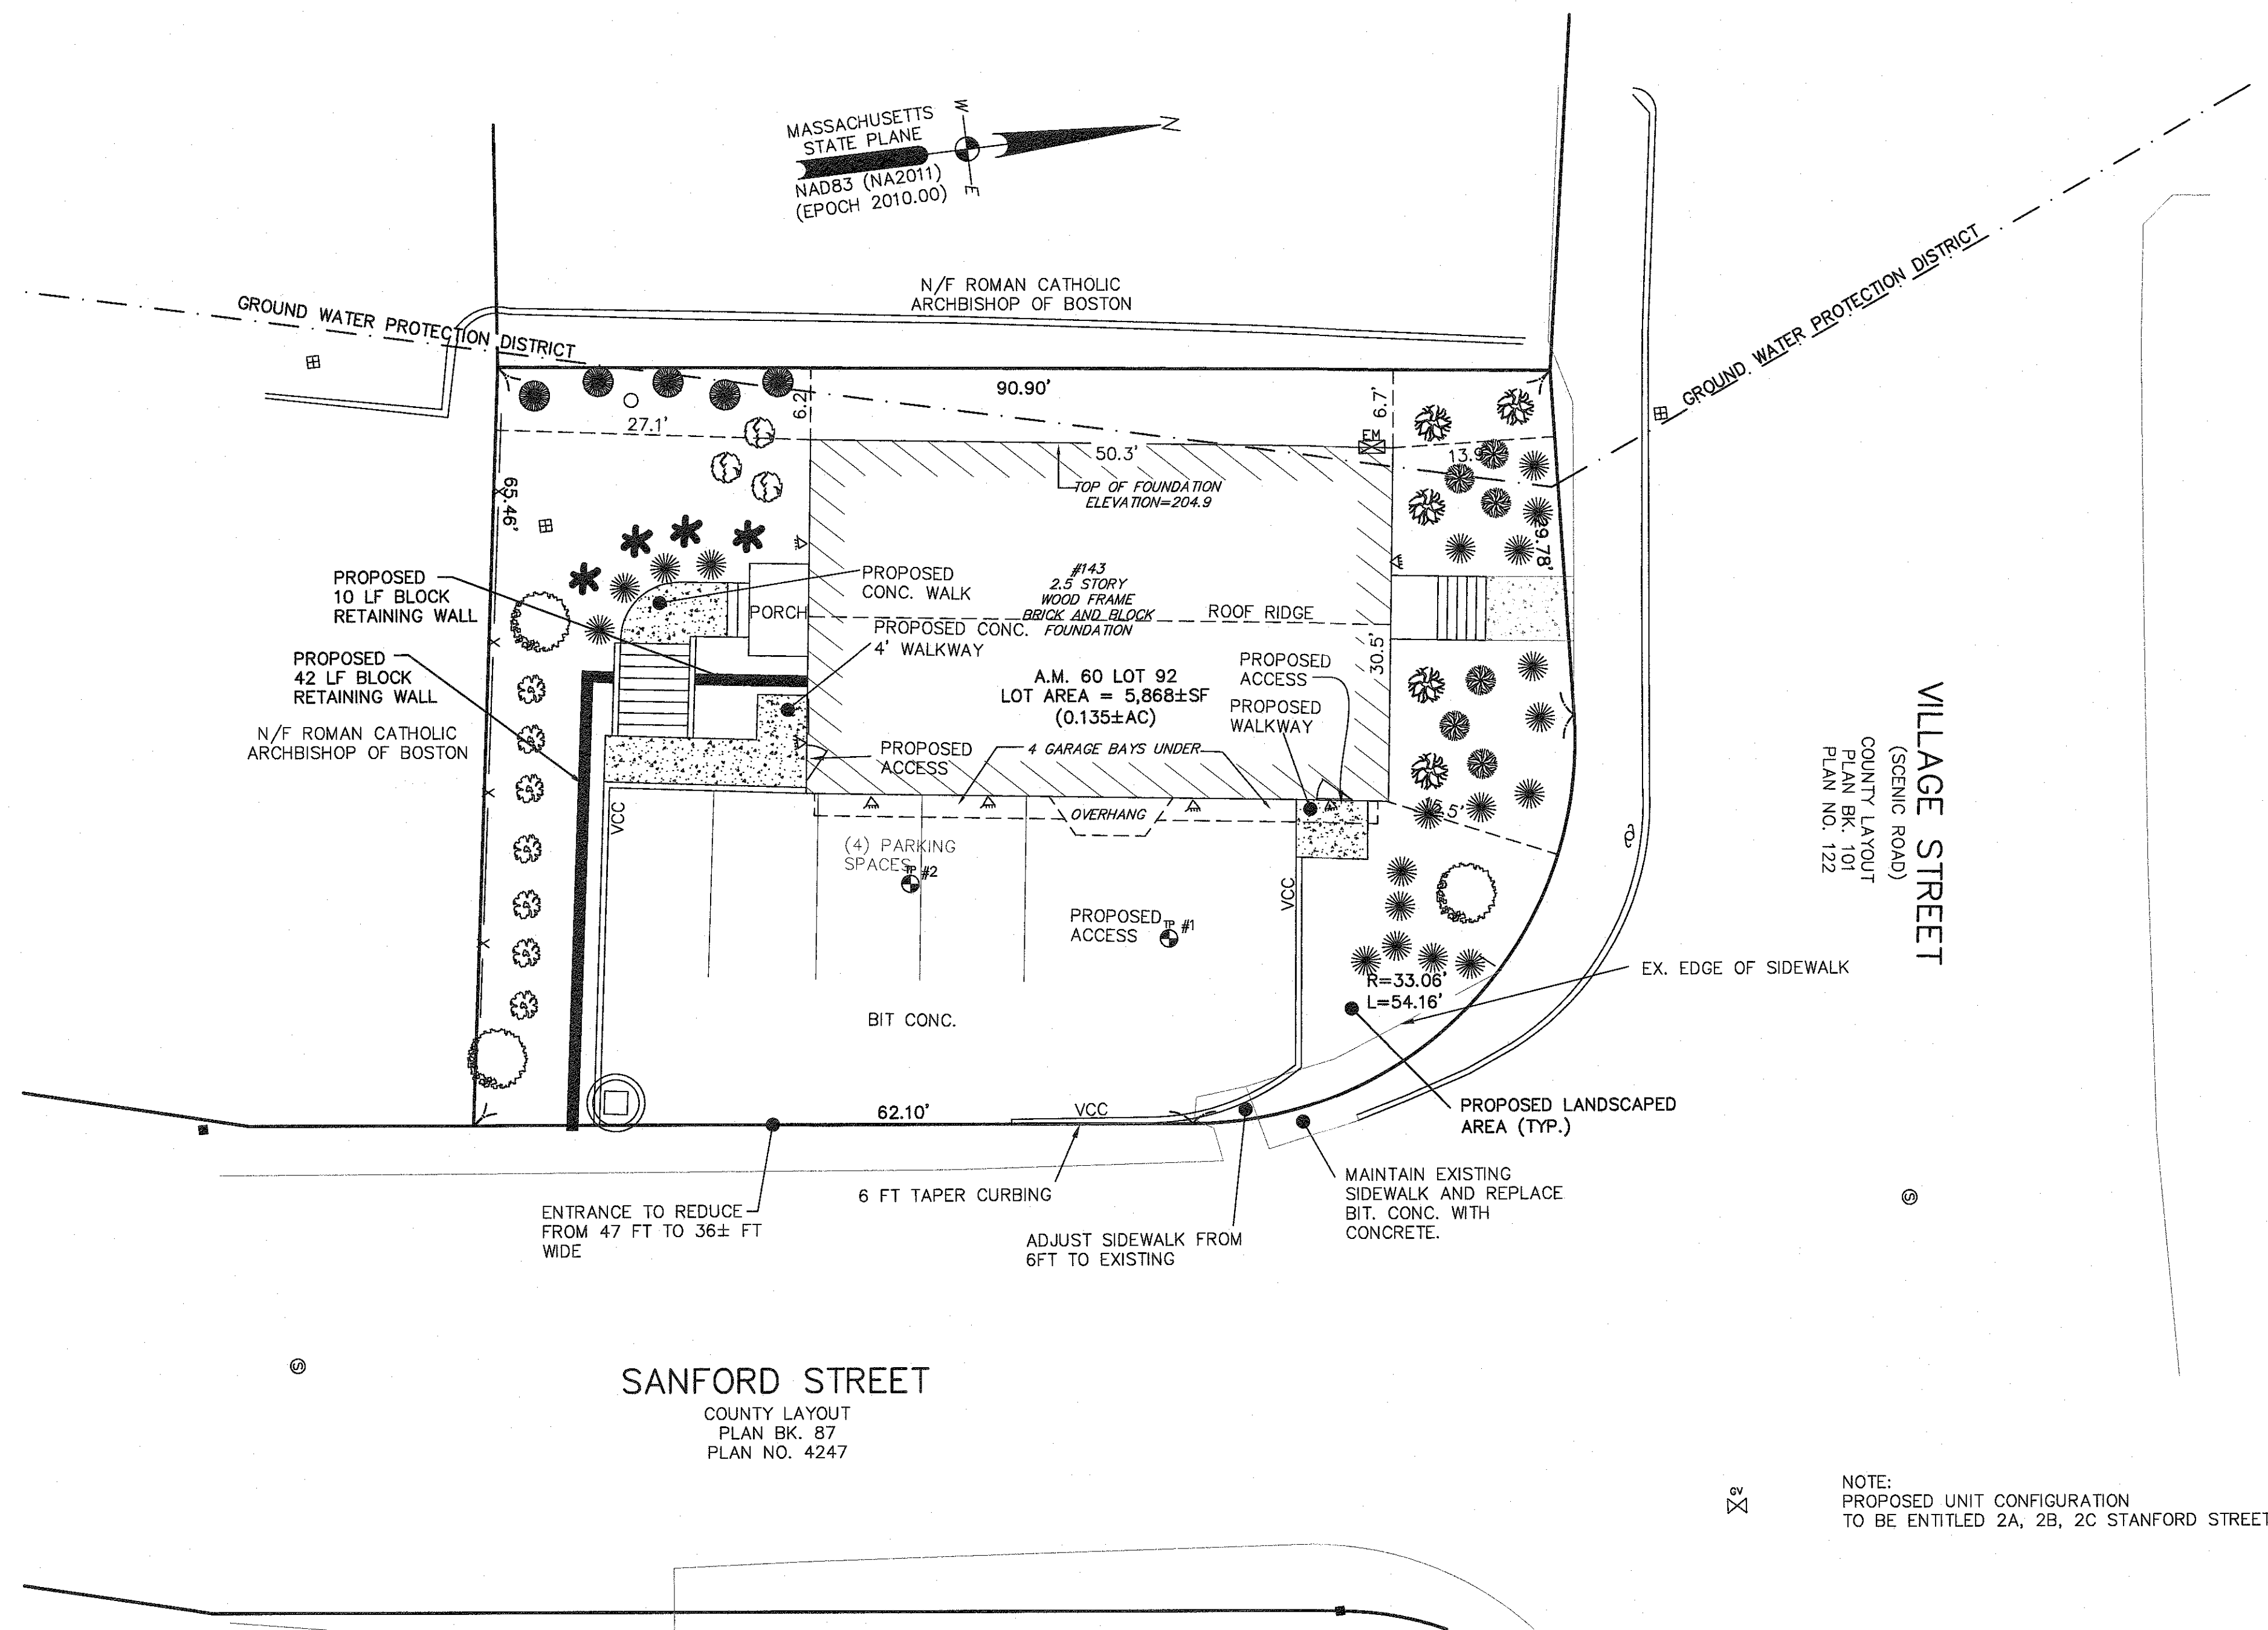 MASSACHUSETTS
STATE PLANE
NAD83 (NA2011)
(EPOCH 2010.00)
W
E
N
N/F ROMAN CATHOLIC
ARCHBISHOP OF BOSTON
GROUND WATER PROTECTION DISTRICT
GROUND WATER PROTECTION DISTRICT
90.90'
6.2'
6.7'
27.1'
EM
50.3'
13.9
TOP OF FOUNDATION
ELEVATION=204.9
65.46'
29.78'
PROPOSED
10 LF BLOCK
RETAINING WALL
PROPOSED
CONC. WALK
#143
2.5 STORY
WOOD FRAME
BRICK AND BLOCK
FOUNDATION
ROOF RIDGE
PORCH
PROPOSED CONC.
4' WALKWAY
30.5'
PROPOSED
42 LF BLOCK
RETAINING WALL
A.M. 60 LOT 92
LOT AREA = 5,868±SF
(0.135±AC)
PROPOSED
ACCESS
PROPOSED
WALKWAY
N/F ROMAN CATHOLIC
ARCHBISHOP OF BOSTON
PROPOSED
ACCESS
4 GARAGE BAYS UNDER
VILLAGE STREET
(SCENIC ROAD)
COUNTY LAYOUT
PLAN BK. 101
PLAN NO. 122
VCC
OVERHANG
(4) PARKING
SPACES
TP #2
VCC
PROPOSED
ACCESS
TP #1
EX. EDGE OF SIDEWALK
R=33.06'
L=54.16'
BIT CONC.
62.10'
VCC
PROPOSED LANDSCAPED
AREA (TYP.)
6 FT TAPER CURBING
MAINTAIN EXISTING
SIDEWALK AND REPLACE
BIT. CONC. WITH
CONCRETE.
ENTRANCE TO REDUCE
FROM 47 FT TO 36± FT
WIDE
ADJUST SIDEWALK FROM
6FT TO EXISTING
S
S
SANFORD STREET
COUNTY LAYOUT
PLAN BK. 87
PLAN NO. 4247
GV
NOTE:
PROPOSED UNIT CONFIGURATION
TO BE ENTITLED 2A, 2B, 2C STANFORD STREET